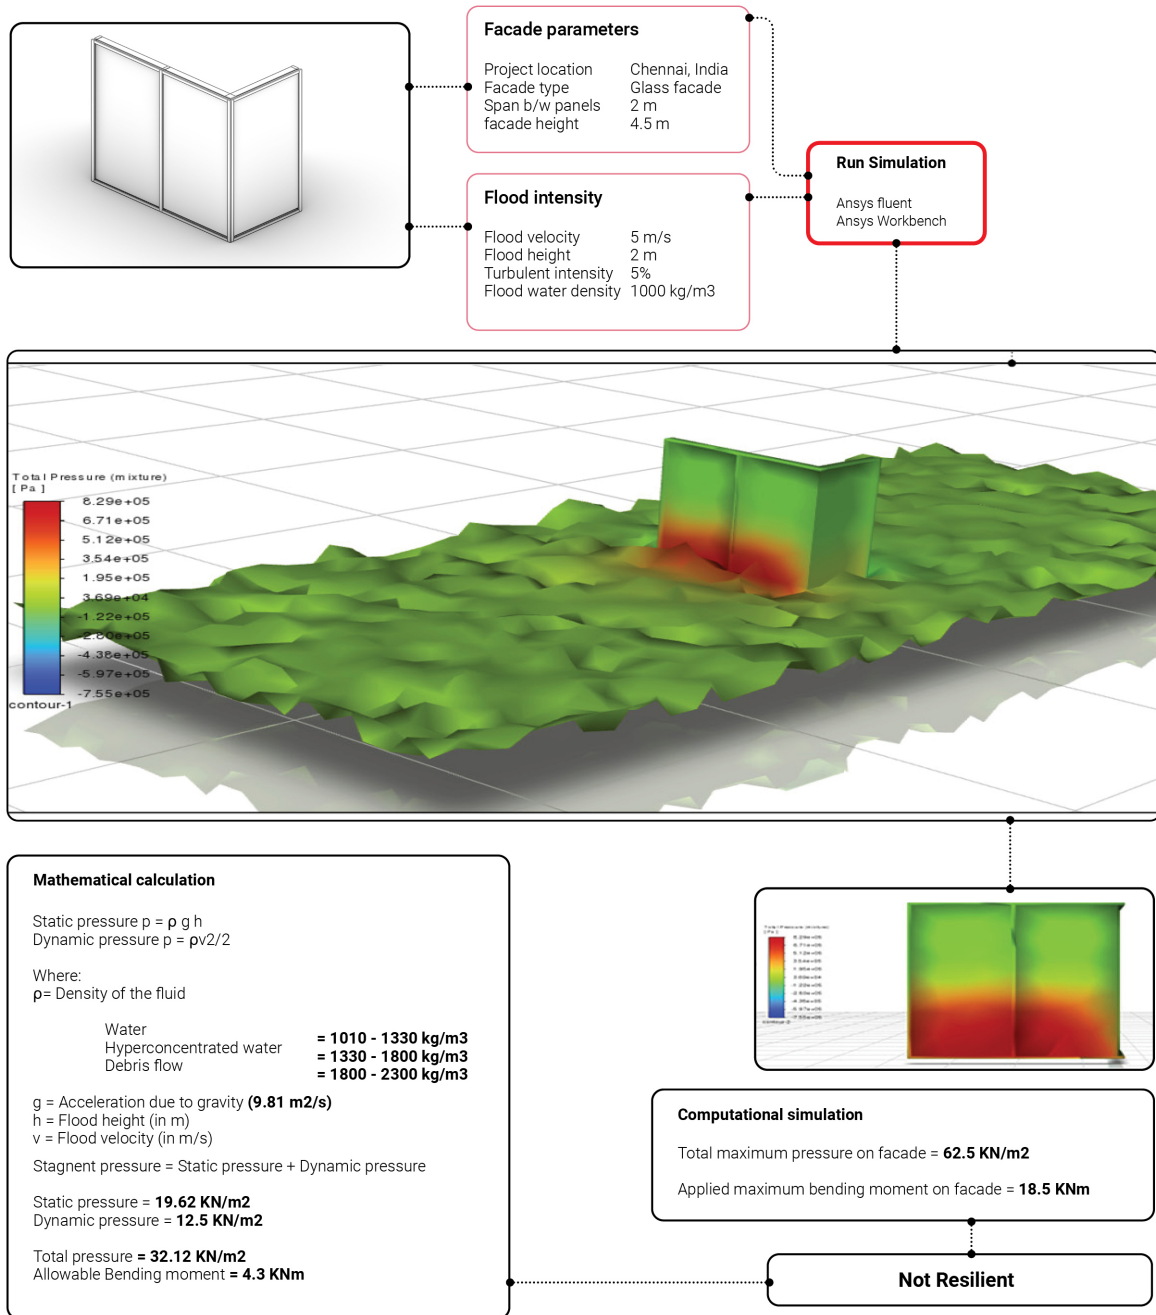 Facade parameters
Project location Chennai, India
Facade type Glass facade
Span b/w panels 2 m
facade height 4.5 m
Flood intensity
Flood velocity 5 m/s
Flood height 2 m
Turbulent intensity 5%
Flood water density 1000 kg/m3
Run Simulation
Ansys fluent
Ansys Workbench
Total Pressure (mixture)
[ Pa ]
8.29e+05
6.71e+05
5.12e+05
3.54e+05
1.95e+05
3.69e+04
-1.22e+05
-2.80e+05
-4.38e+05
-5.97e+05
-7.55e+05
contour-1
Mathematical calculation
Static pressure p = ρ g h
Dynamic pressure p = ρv2/2
Where:
ρ= Density of the fluid
Water = 1010 - 1330 kg/m3
Hyperconcentrated water = 1330 - 1800 kg/m3
Debris flow = 1800 - 2300 kg/m3
g = Acceleration due to gravity (9.81 m2/s)
h = Flood height (in m)
v = Flood velocity (in m/s)
Stagnent pressure = Static pressure + Dynamic pressure
Static pressure = 19.62 KN/m2
Dynamic pressure = 12.5 KN/m2
Total pressure = 32.12 KN/m2
Allowable Bending moment = 4.3 KNm
Total Pressure (mixture)
[ Pa ]
contour-2
Computational simulation
Total maximum pressure on facade = 62.5 KN/m2
Applied maximum bending moment on facade = 18.5 KNm
Not Resilient